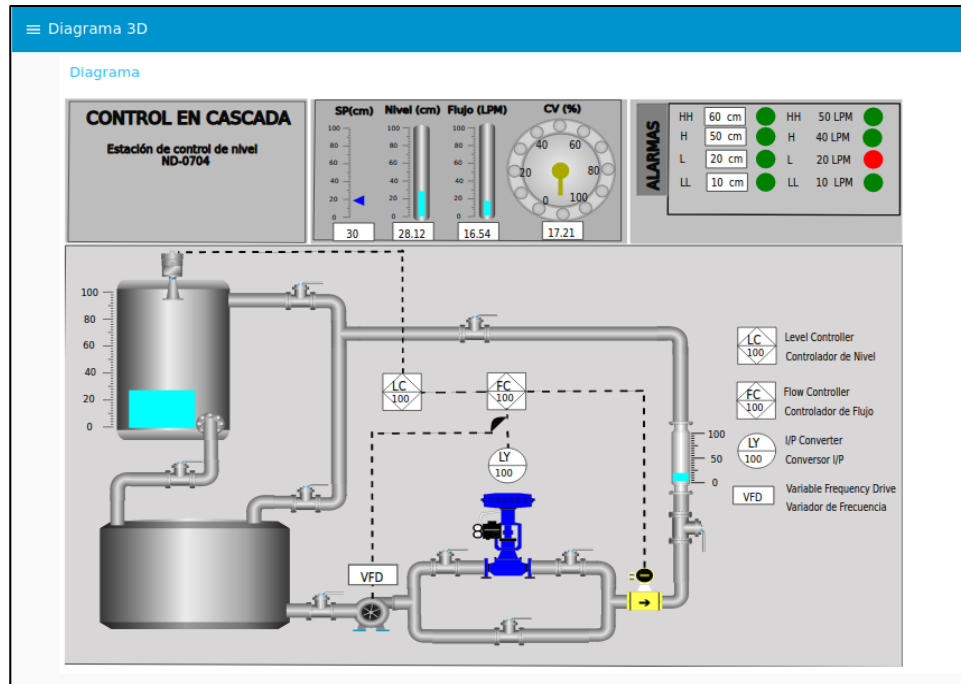 Diagrama 3D
Diagrama
CONTROL EN CASCADA
Estación de control de nivel
ND-0704
SP(cm) Nivel (cm) Flujo (LPM) CV (%)
100 100 100
80 80 80
60 60 60
40 40 40
20 20 20
0 0 0
0 20 40 60 80 100
30 28.12 16.54 17.21
ALARMAS
HH 60 cm HH 50 LPM
H 50 cm H 40 LPM
L 20 cm L 20 LPM
LL 10 cm LL 10 LPM
100
80
60
40
20
0
LC
100
FC
100
LY
100
VFD
100
50
0
LC
100
Level Controller
Controlador de Nivel
FC
100
Flow Controller
Controlador de Flujo
LY
100
I/P Converter
Conversor I/P
VFD
Variable Frequency Drive
Variador de Frecuencia